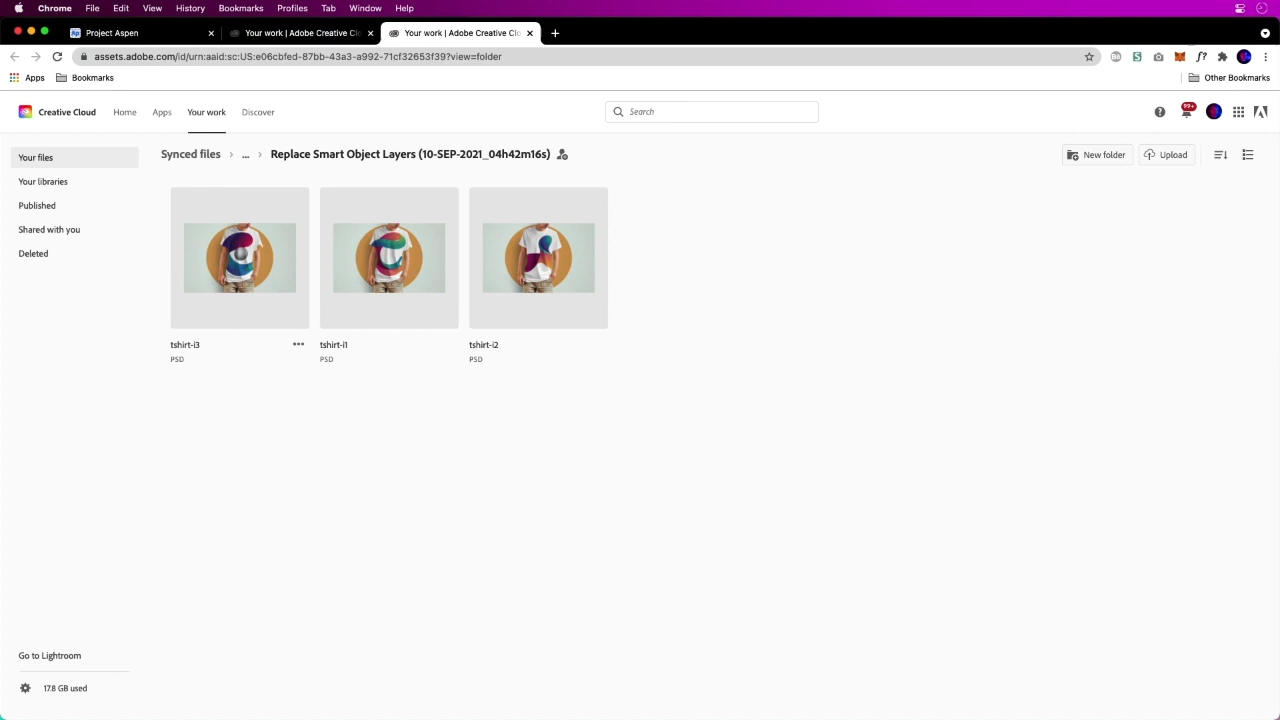 Chrome File Edit View History Bookmarks Profiles Tab Window Help
Project Aspen
Your work | Adobe Creative Clo
Your work | Adobe Creative Clo
assets.adobe.com/id/urn:aaid:sc:US:e06cbfed-87bb-43a3-a992-71cf32653f39?view=folder
Apps
Bookmarks
Other Bookmarks
Creative Cloud
Home
Apps
Your work
Discover
Search
99+
Your files
Your libraries
Published
Shared with you
Deleted
Synced files > ... > Replace Smart Object Layers (10-SEP-2021_04h42m16s)
New folder
Upload
tshirt-i3
PSD
tshirt-i1
PSD
tshirt-i2
PSD
Go to Lightroom
17.8 GB used